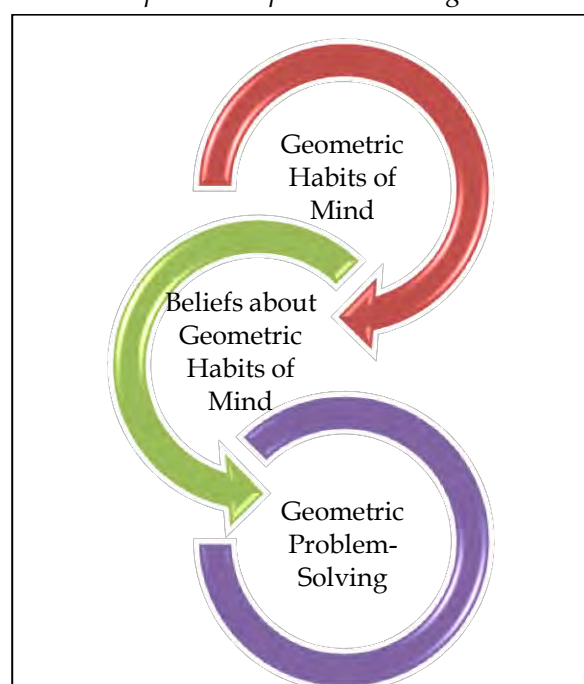 Geometric
Habits of
Mind
Beliefs about
Geometric
Habits of
Mind
Geometric
Problem-
Solving